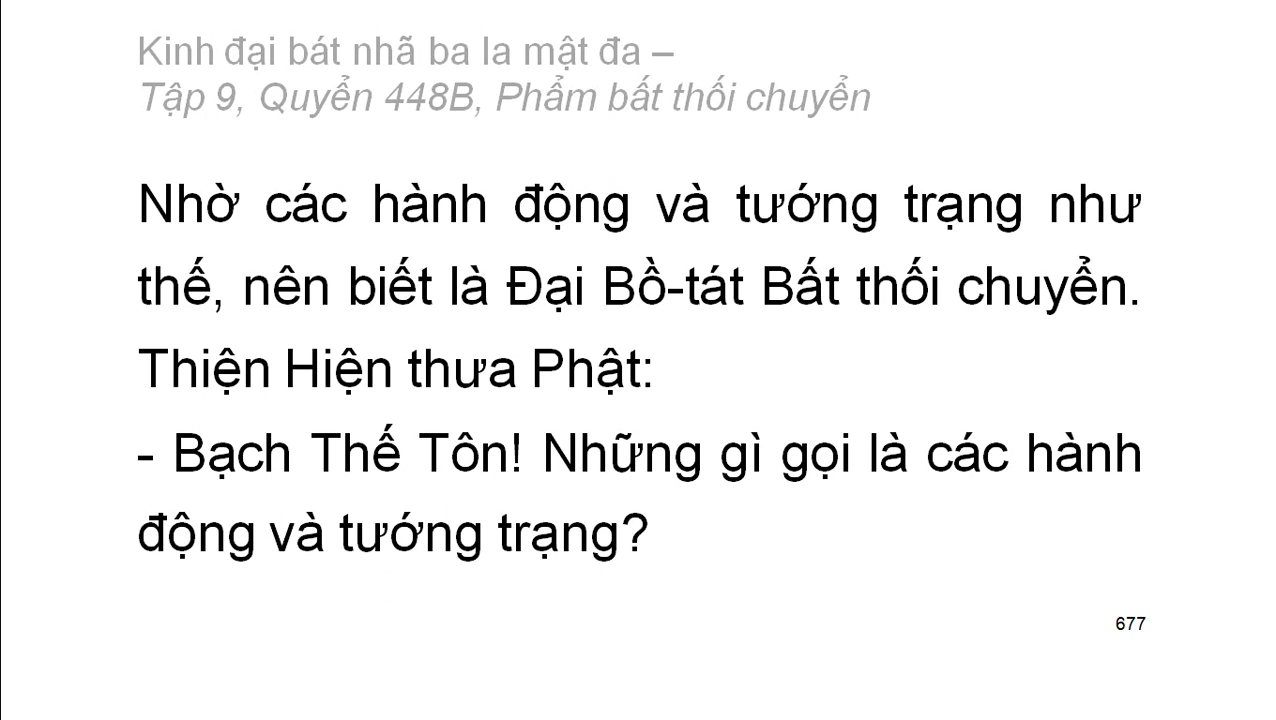 Kinh đại bát nhã ba la mật đa –
Tập 9, Quyển 448B, Phẩm bất thối chuyển
Nhờ các hành động và tướng trạng như
thế, nên biết là Đại Bồ-tát Bất thối chuyển.
Thiện Hiện thưa Phật:
- Bạch Thế Tôn! Những gì gọi là các hành
động và tướng trạng?
677